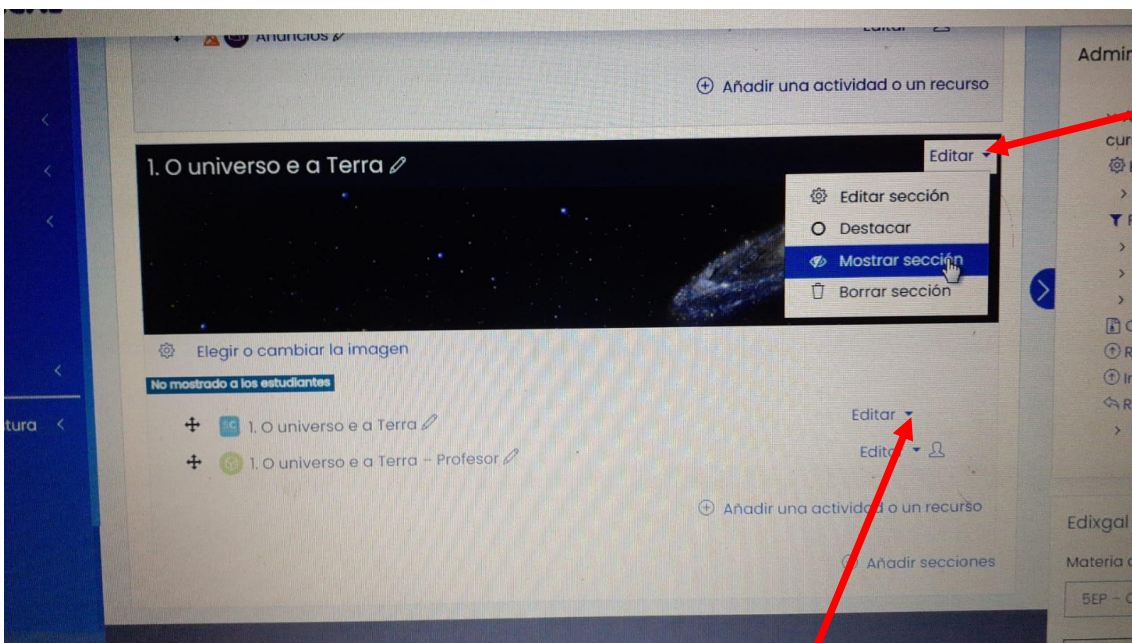 Anuncios
Editar
Añadir una actividad o un recurso
1. O universo e a Terra
Editar
Editar sección
Destacar
Mostrar sección
Borrar sección
Elegir o cambiar la imagen
No mostrado a los estudiantes
SC 1. O universo e a Terra
Editar
1. O universo e a Terra – Profesor
Editar
Añadir una actividad o un recurso
Añadir secciones
tura
Admin
cur
Edixgal
Materia
5EP –